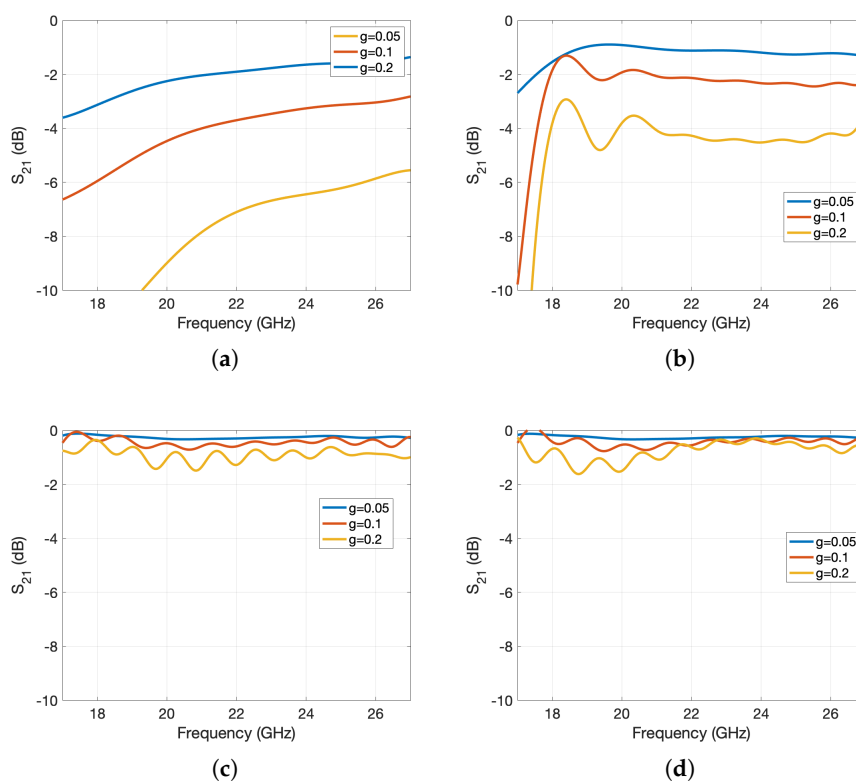 0
-2
-4
-6
-8
-10
S21 (dB)
g=0.05
g=0.1
g=0.2
18 20 22 24 26
Frequency (GHz)
(a)
0
-2
-4
-6
-8
-10
S21 (dB)
g=0.05
g=0.1
g=0.2
18 20 22 24 26
Frequency (GHz)
(b)
0
-2
-4
-6
-8
-10
S21 (dB)
g=0.05
g=0.1
g=0.2
18 20 22 24 26
Frequency (GHz)
(c)
0
-2
-4
-6
-8
-10
S21 (dB)
g=0.05
g=0.1
g=0.2
18 20 22 24 26
Frequency (GHz)
(d)